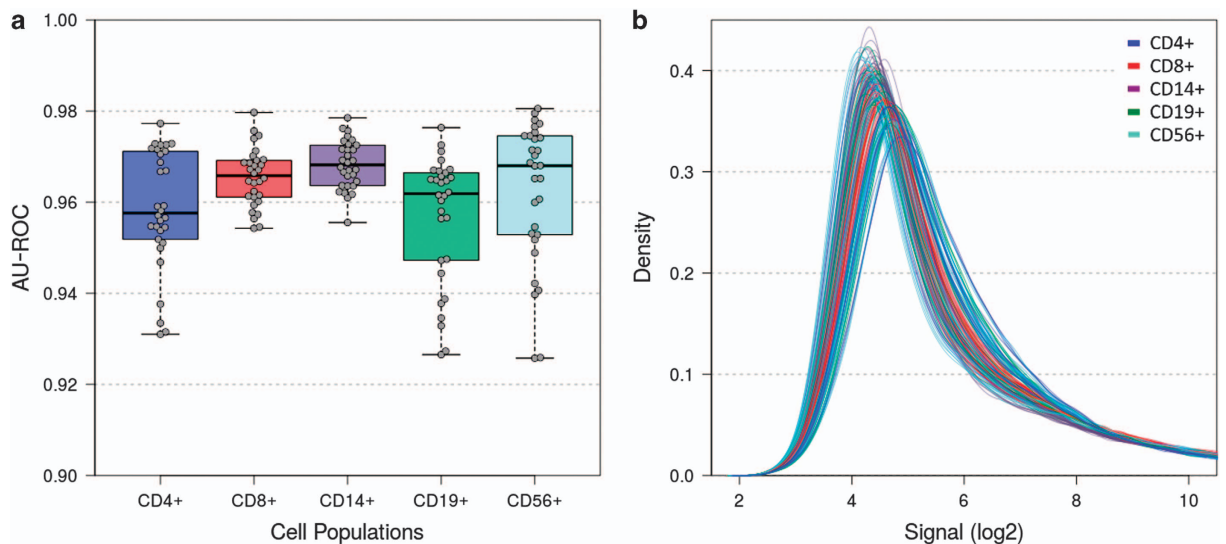 a
1.00
0.98
0.96
0.94
0.92
0.90
AU-ROC
CD4+ CD8+ CD14+ CD19+ CD56+
Cell Populations
b
0.4
0.3
0.2
0.1
0.0
Density
CD4+
CD8+
CD14+
CD19+
CD56+
2 4 6 8 10
Signal (log2)